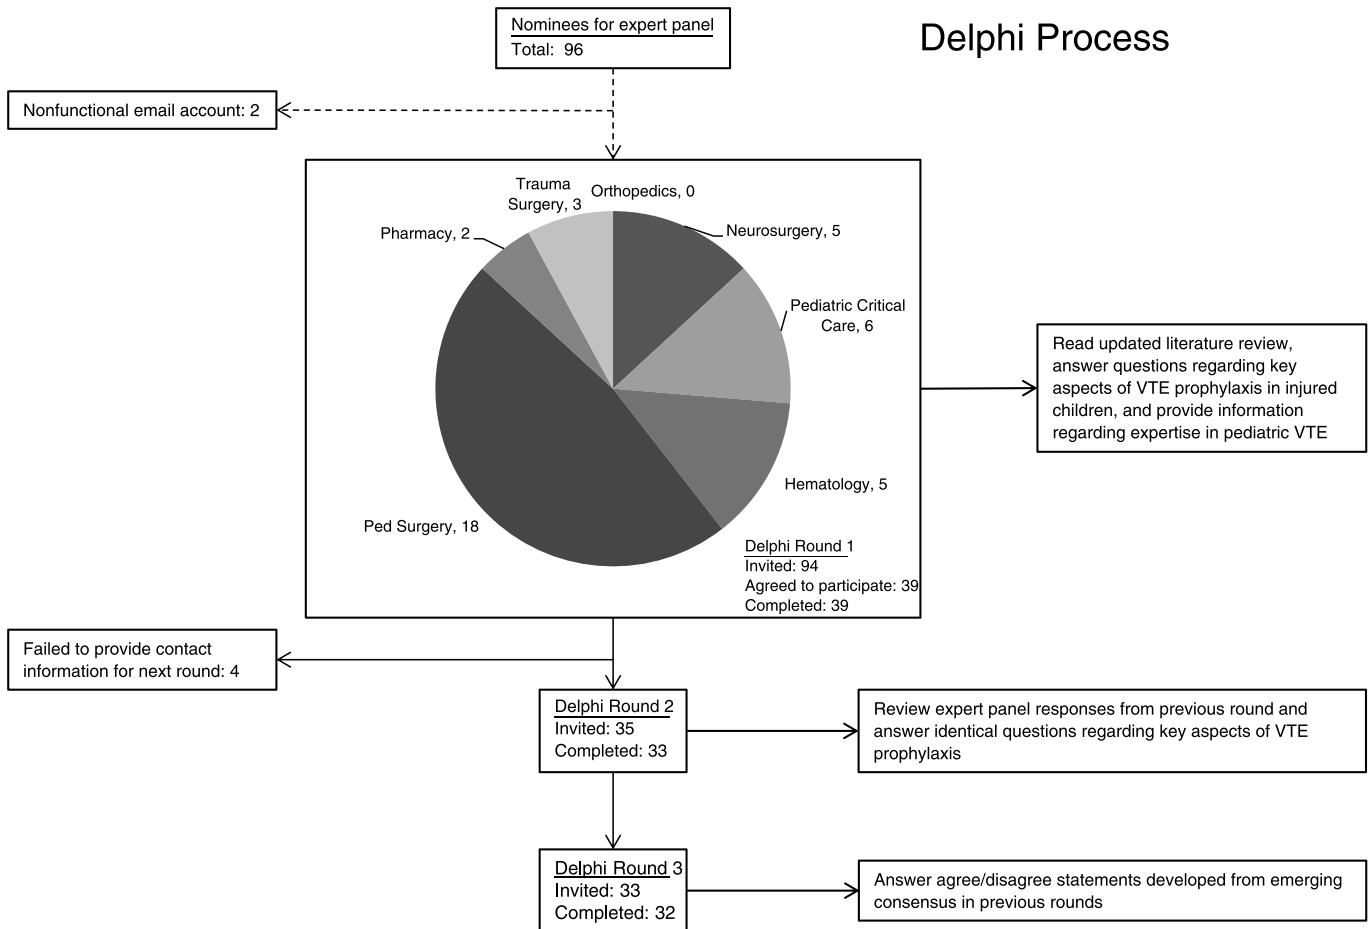 Delphi Process
Nominees for expert panel
Total: 96
Nonfunctional email account: 2
Trauma
Surgery, 3
Orthopedics, 0
Pharmacy, 2
Neurosurgery, 5
Pediatric Critical
Care, 6
Hematology, 5
Ped Surgery, 18
Delphi Round 1
Invited: 94
Agreed to participate: 39
Completed: 39
Read updated literature review,
answer questions regarding key
aspects of VTE prophylaxis in injured
children, and provide information
regarding expertise in pediatric VTE
Failed to provide contact
information for next round: 4
Delphi Round 2
Invited: 35
Completed: 33
Review expert panel responses from previous round and
answer identical questions regarding key aspects of VTE
prophylaxis
Delphi Round 3
Invited: 33
Completed: 32
Answer agree/disagree statements developed from emerging
consensus in previous rounds